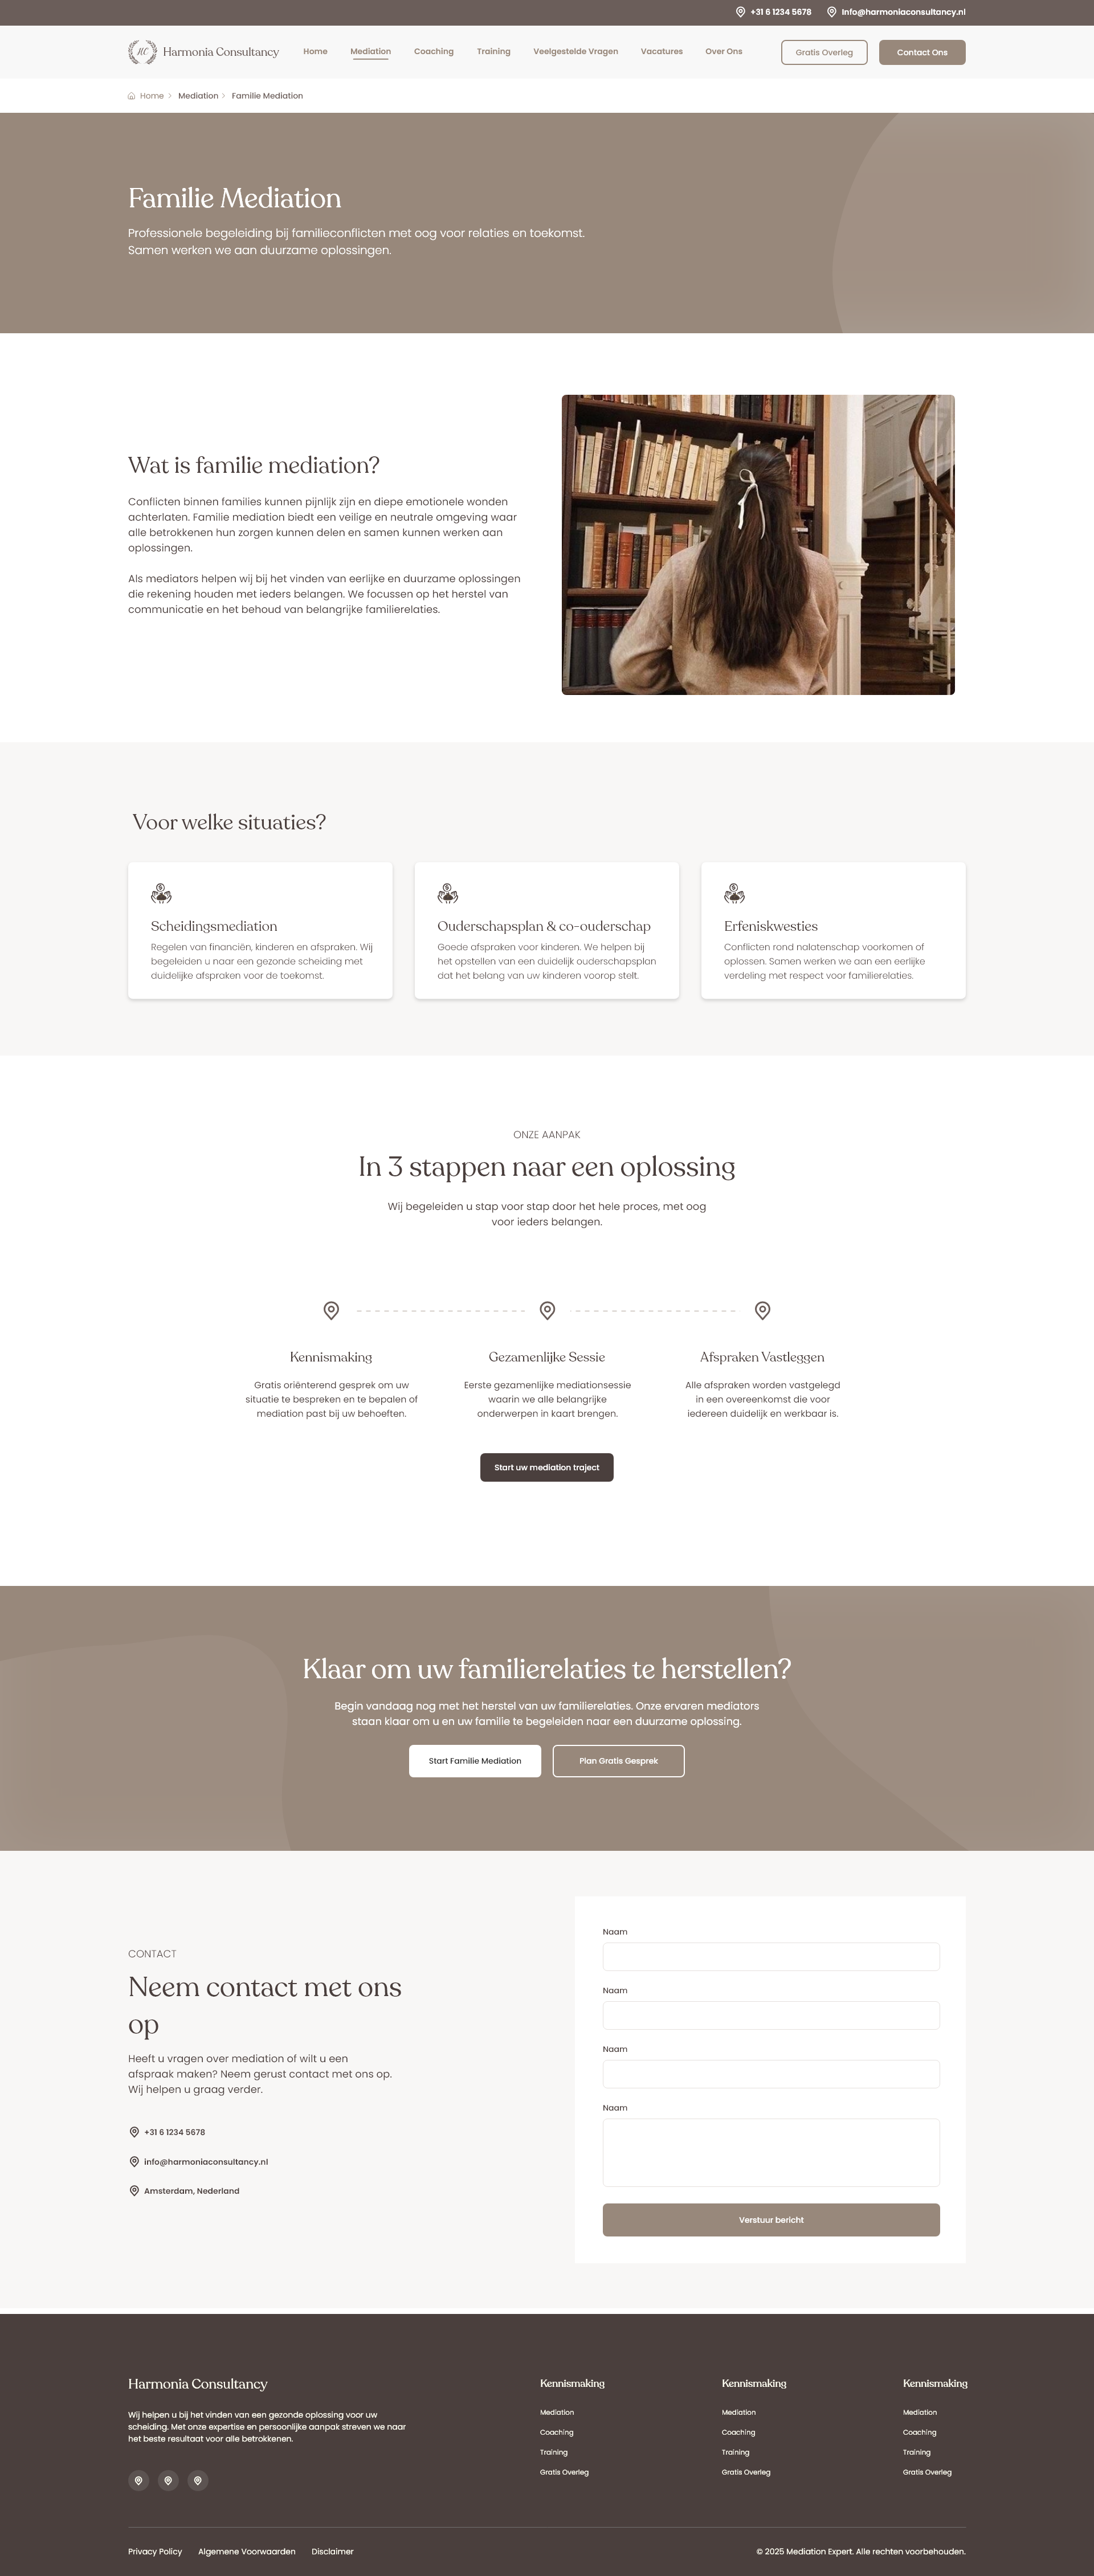 +31 6 1234 5678
Info@harmoniaconsultancy.nl
HC
Harmonia Consultancy
Home
Mediation
Coaching
Training
Veelgestelde Vragen
Vacatures
Over Ons
Gratis Overleg
Contact Ons
Home
Mediation
Familie Mediation
Familie Mediation
Professionele begeleiding bij familieconflicten met oog voor relaties en toekomst.
Samen werken we aan duurzame oplossingen.
Wat is familie mediation?
Conflicten binnen families kunnen pijnlijk zijn en diepe emotionele wonden
achterlaten. Familie mediation biedt een veilige en neutrale omgeving waar
alle betrokkenen hun zorgen kunnen delen en samen kunnen werken aan
oplossingen.
Als mediators helpen wij bij het vinden van eerlijke en duurzame oplossingen
die rekening houden met ieders belangen. We focussen op het herstel van
communicatie en het behoud van belangrijke familierelaties.
Voor welke situaties?
Scheidingsmediation
Regelen van financiën, kinderen en afspraken. Wij
begeleiden u naar een gezonde scheiding met
duidelijke afspraken voor de toekomst.
Ouderschapsplan & co-ouderschap
Goede afspraken voor kinderen. We helpen bij
het opstellen van een duidelijk ouderschapsplan
dat het belang van uw kinderen voorop stelt.
Erfeniskwesties
Conflicten rond nalatenschap voorkomen of
oplossen. Samen werken we aan een eerlijke
verdeling met respect voor familierelaties.
ONZE AANPAK
In 3 stappen naar een oplossing
Wij begeleiden u stap voor stap door het hele proces, met oog
voor ieders belangen.
Kennismaking
Gratis oriënterend gesprek om uw
situatie te bespreken en te bepalen of
mediation past bij uw behoeften.
Gezamenlijke Sessie
Eerste gezamenlijke mediationsessie
waarin we alle belangrijke
onderwerpen in kaart brengen.
Afspraken Vastleggen
Alle afspraken worden vastgelegd
in een overeenkomst die voor
iedereen duidelijk en werkbaar is.
Start uw mediation traject
Klaar om uw familierelaties te herstellen?
Begin vandaag nog met het herstel van uw familierelaties. Onze ervaren mediators
staan klaar om u en uw familie te begeleiden naar een duurzame oplossing.
Start Familie Mediation
Plan Gratis Gesprek
CONTACT
Neem contact met ons
op
Heeft u vragen over mediation of wilt u een
afspraak maken? Neem gerust contact met ons op.
Wij helpen u graag verder.
+31 6 1234 5678
info@harmoniaconsultancy.nl
Amsterdam, Nederland
Naam
Naam
Naam
Naam
Verstuur bericht
Harmonia Consultancy
Wij helpen u bij het vinden van een gezonde oplossing voor uw
scheiding. Met onze expertise en persoonlijke aanpak streven we naar
het beste resultaat voor alle betrokkenen.
Kennismaking
Mediation
Coaching
Training
Gratis Overleg
Kennismaking
Mediation
Coaching
Training
Gratis Overleg
Kennismaking
Mediation
Coaching
Training
Gratis Overleg
Privacy Policy
Algemene Voorwaarden
Disclaimer
© 2025 Mediation Expert. Alle rechten voorbehouden.